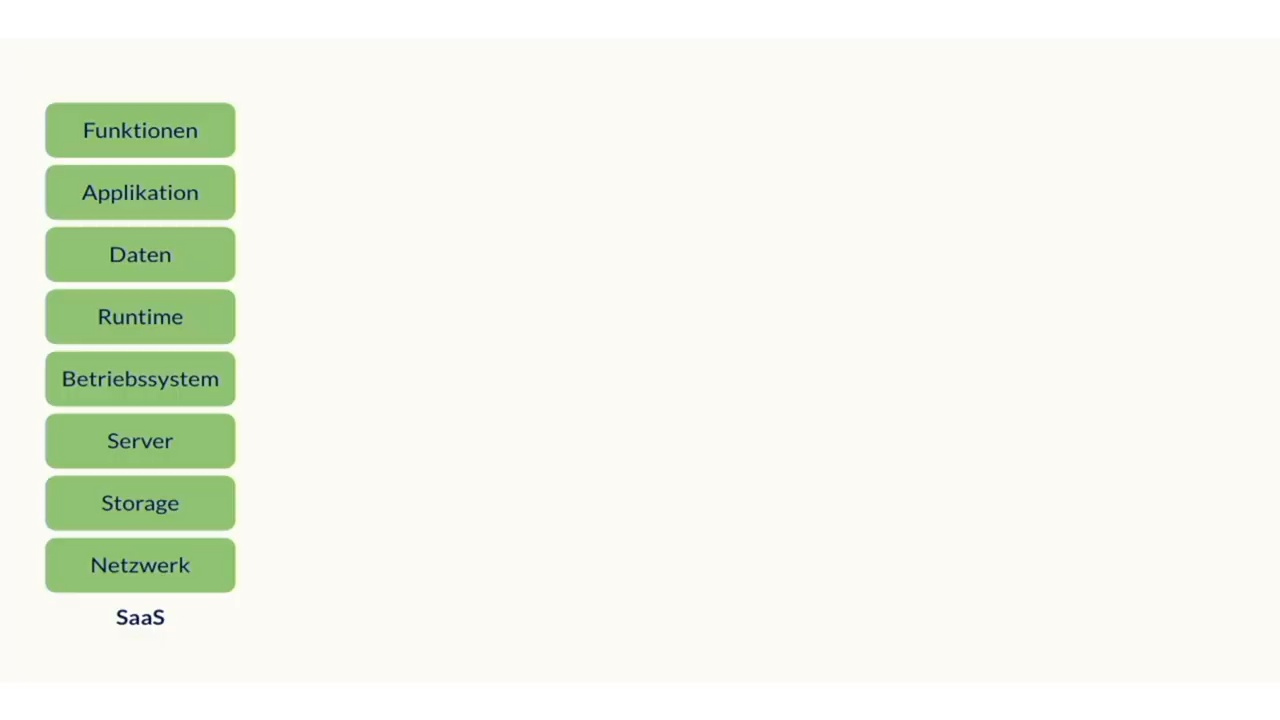 Funktionen
Applikation
Daten
Runtime
Betriebssystem
Server
Storage
Netzwerk
SaaS